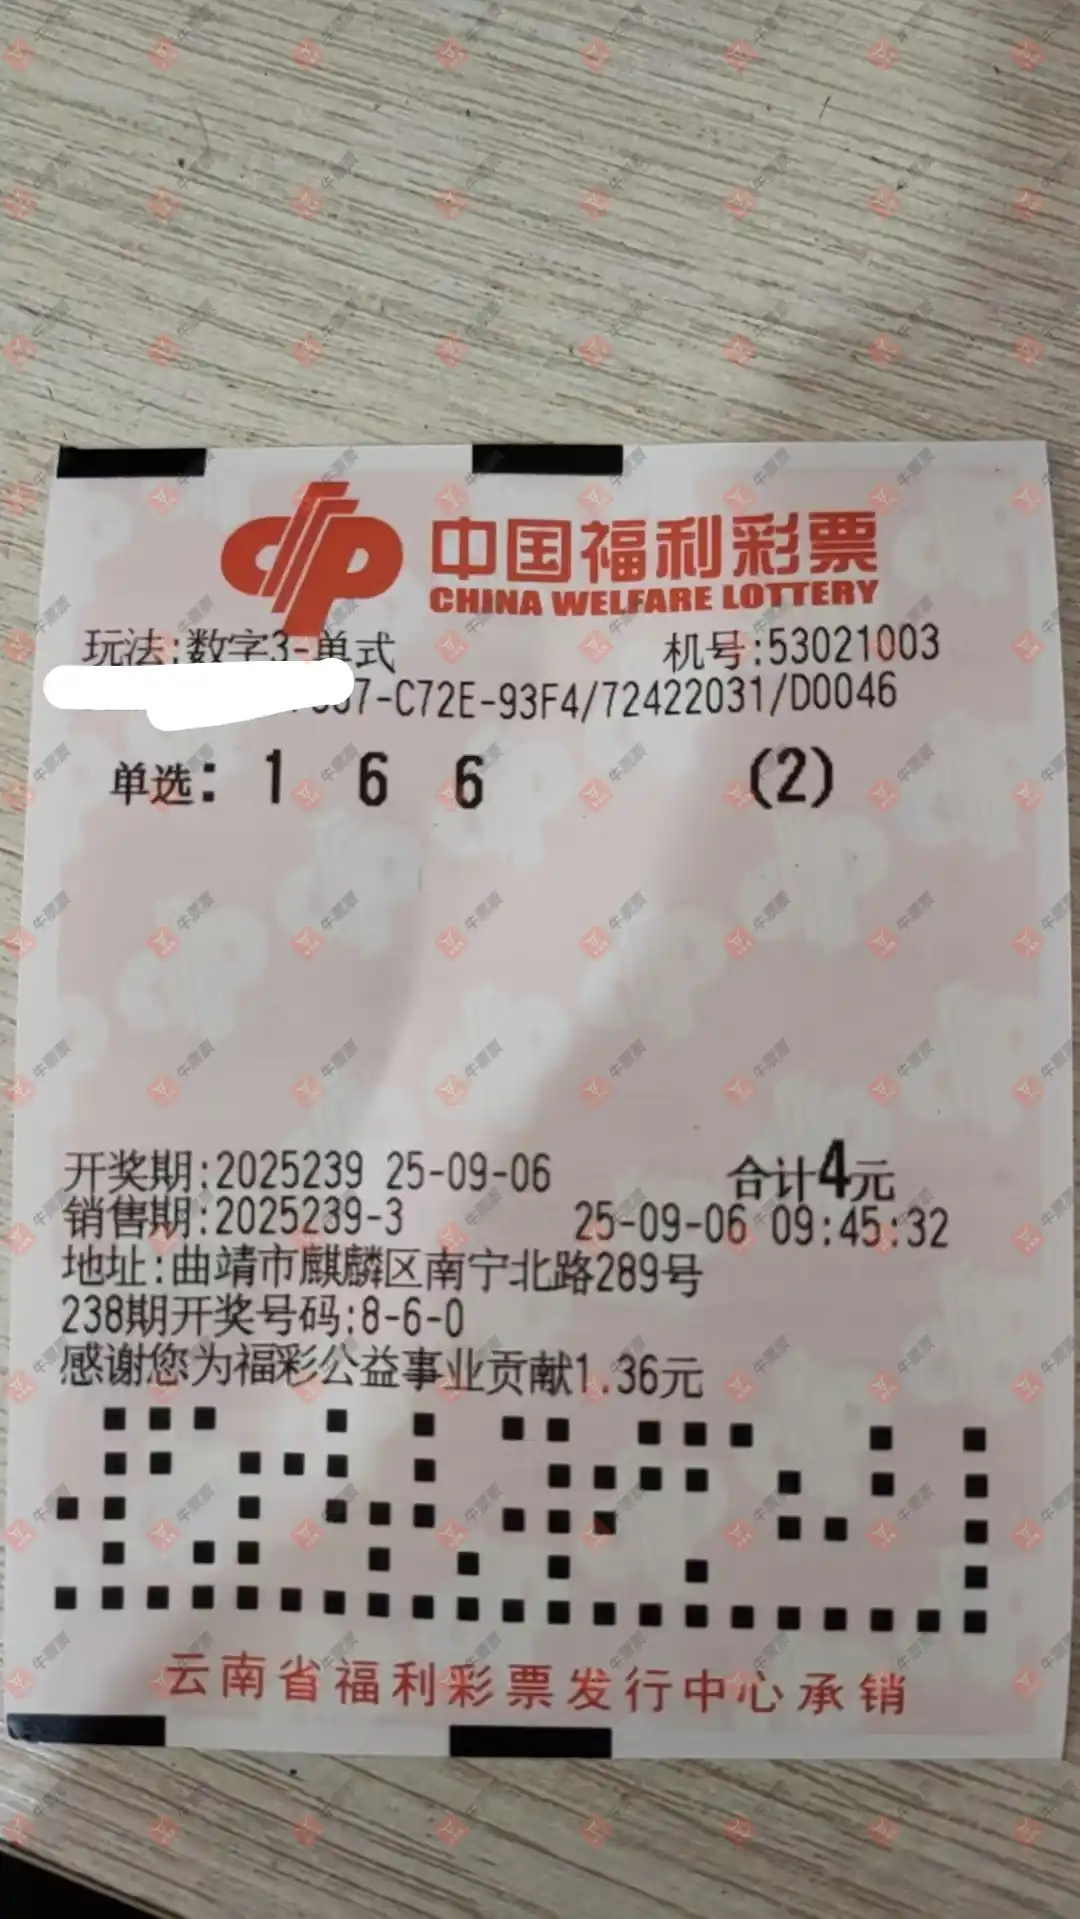 中国福利彩票
CHINA WELFARE LOTTERY
玩法:数字3-单式 机号:53021003
67-C72E-93F4/72422031/D0046
单选: 1 6 6 (2)
开奖期:2025239 25-09-06 合计4元
销售期:2025239-3 25-09-06 09:45:32
地址:曲靖市麒麟区南宁北路289号
238期开奖号码:8-6-0
感谢您为福彩公益事业贡献1.36元
云南省福利彩票发行中心承销
牛票票